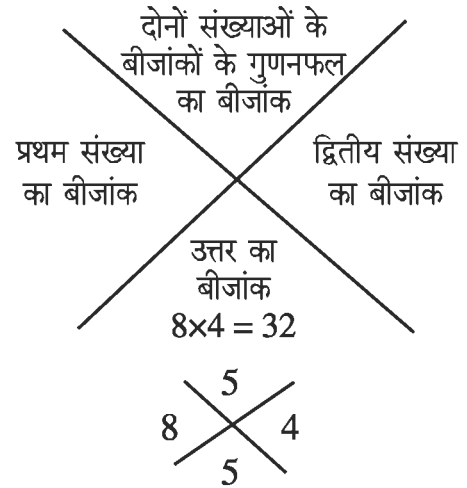 दोनों संख्याओं के
बीजांकों के गुणनफल
का बीजांक
प्रथम संख्या
का बीजांक
द्वितीय संख्या
का बीजांक
उत्तर का
बीजांक
8×4 = 32
5
8 4
5